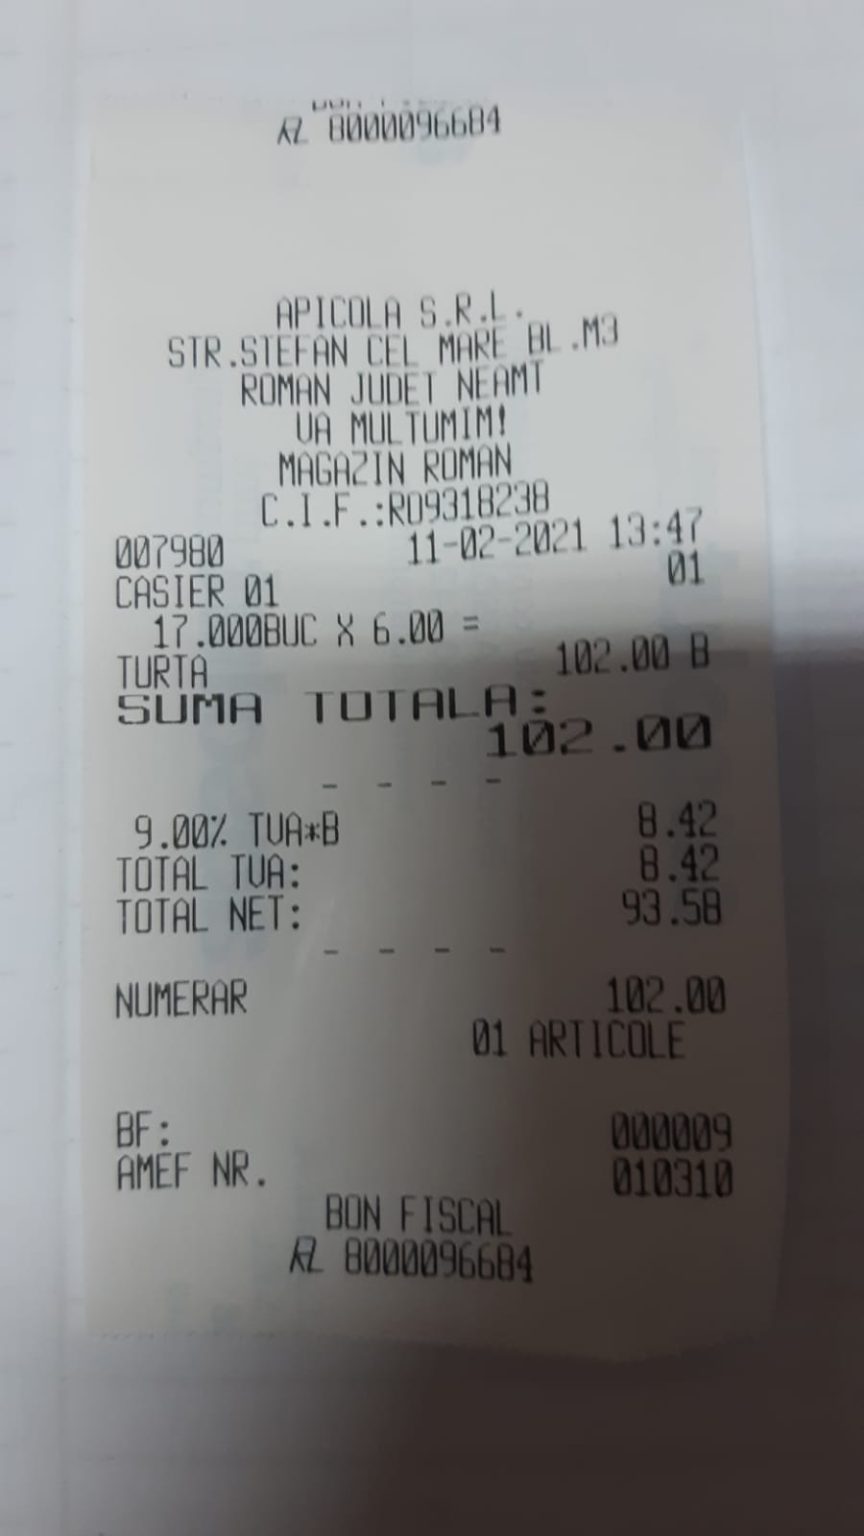 8000096684
APICOLA S.R.L.
STR.STEFAN CEL MARE BL.M3
ROMAN JUDET NEAMT
VA MULTUMIM!
MAGAZIN ROMAN
C.I.F.:RO9318238
007980 11-02-2021 13:47
CASIER 01 01
17.000BUC X 6.00 =
TURTA 102.00 B
SUMA TOTALA:
102.00
- - - -
9.00% TVA*B 8.42
TOTAL TVA: 8.42
TOTAL NET: 93.58
- - - -
NUMERAR 102.00
01 ARTICOLE
BF: 000009
AMEF NR. 010310
BON FISCAL
8000096684